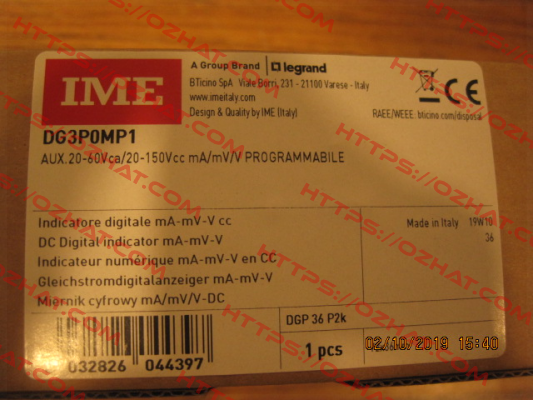 IME
A Group Brand
legrand
BTicino SpA Viale Borri, 231 - 21100 Varese - Italy
www.imeitaly.com
Design & Quality by IME (Italy)
RAEE/WEEE: bticino.com/disposal
CE
DG3P0MP1
AUX.20-60Vca/20-150Vcc mA/mV/V PROGRAMMABILE
Indicatore digitale mA-mV-V cc
DC Digital indicator mA-mV-V
Indicateur numérique mA-mV-V en CC
Gleichstromdigitalanzeiger mA-mV-V
Miernik cyfrowy mA/mV/V-DC
Made in Italy 19W10
36
DGP 36 P2k
1 pcs
032826 044397
02/10/2019 15:40
HTTPS://OZHAT.COM